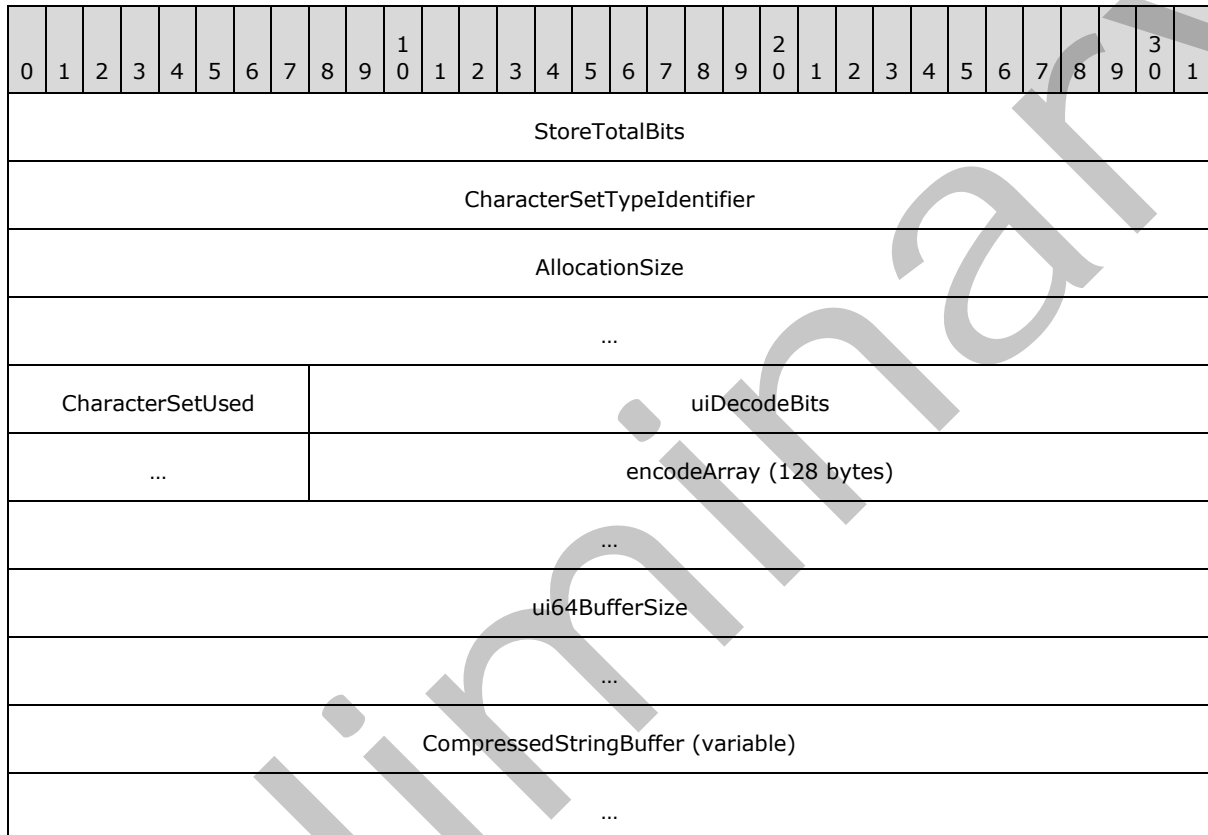 1 2 3
0 1 2 3 4 5 6 7 8 9 0 1 2 3 4 5 6 7 8 9 0 1 2 3 4 5 6 7 8 9 0 1
StoreTotalBits
CharacterSetTypeIdentifier
AllocationSize
...
CharacterSetUsed uiDecodeBits
... encodeArray (128 bytes)
...
ui64BufferSize
...
CompressedStringBuffer (variable)
...